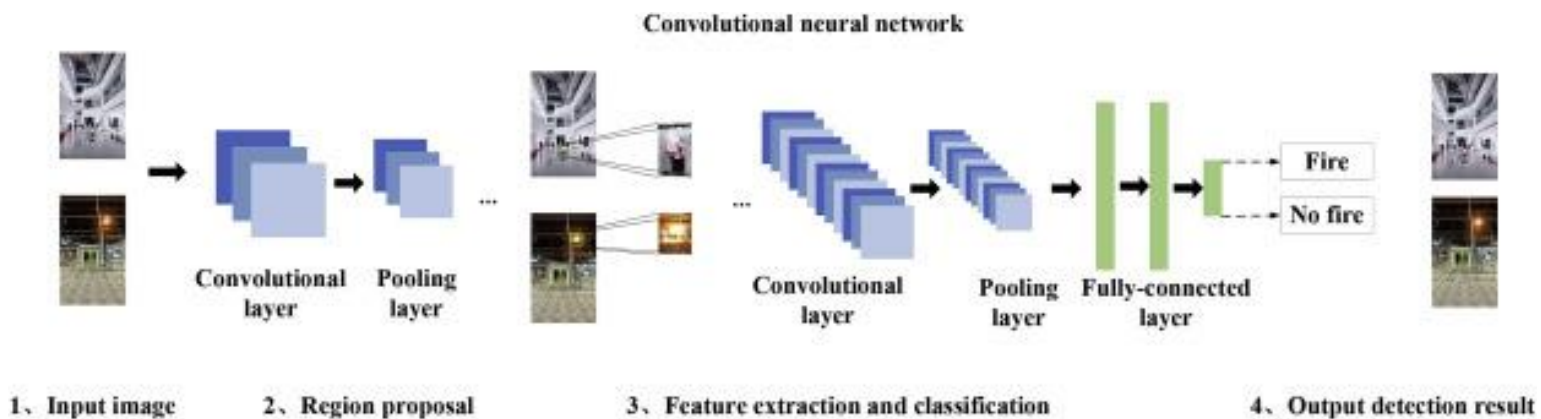 Convolutional neural network
...
...
Fire
No fire
Convolutional
layer
Pooling
layer
Convolutional
layer
Pooling
layer
Fully-connected
layer
1、Input image
2、Region proposal
3、Feature extraction and classification
4、Output detection result